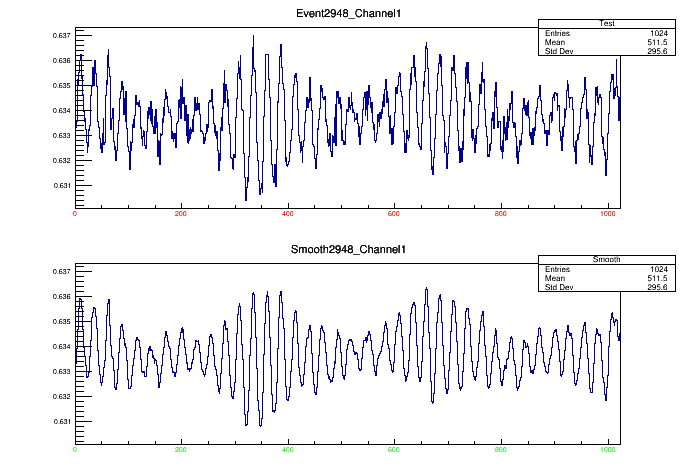 Event2948_Channel1
Test
Entries 1024
Mean 511.5
Std Dev 295.6
0.637
0.636
0.635
0.634
0.633
0.632
0.631
0 200 400 600 800 1000
Smooth2948_Channel1
Smooth
Entries 1024
Mean 511.5
Std Dev 295.6
0.637
0.636
0.635
0.634
0.633
0.632
0.631
0 200 400 600 800 1000